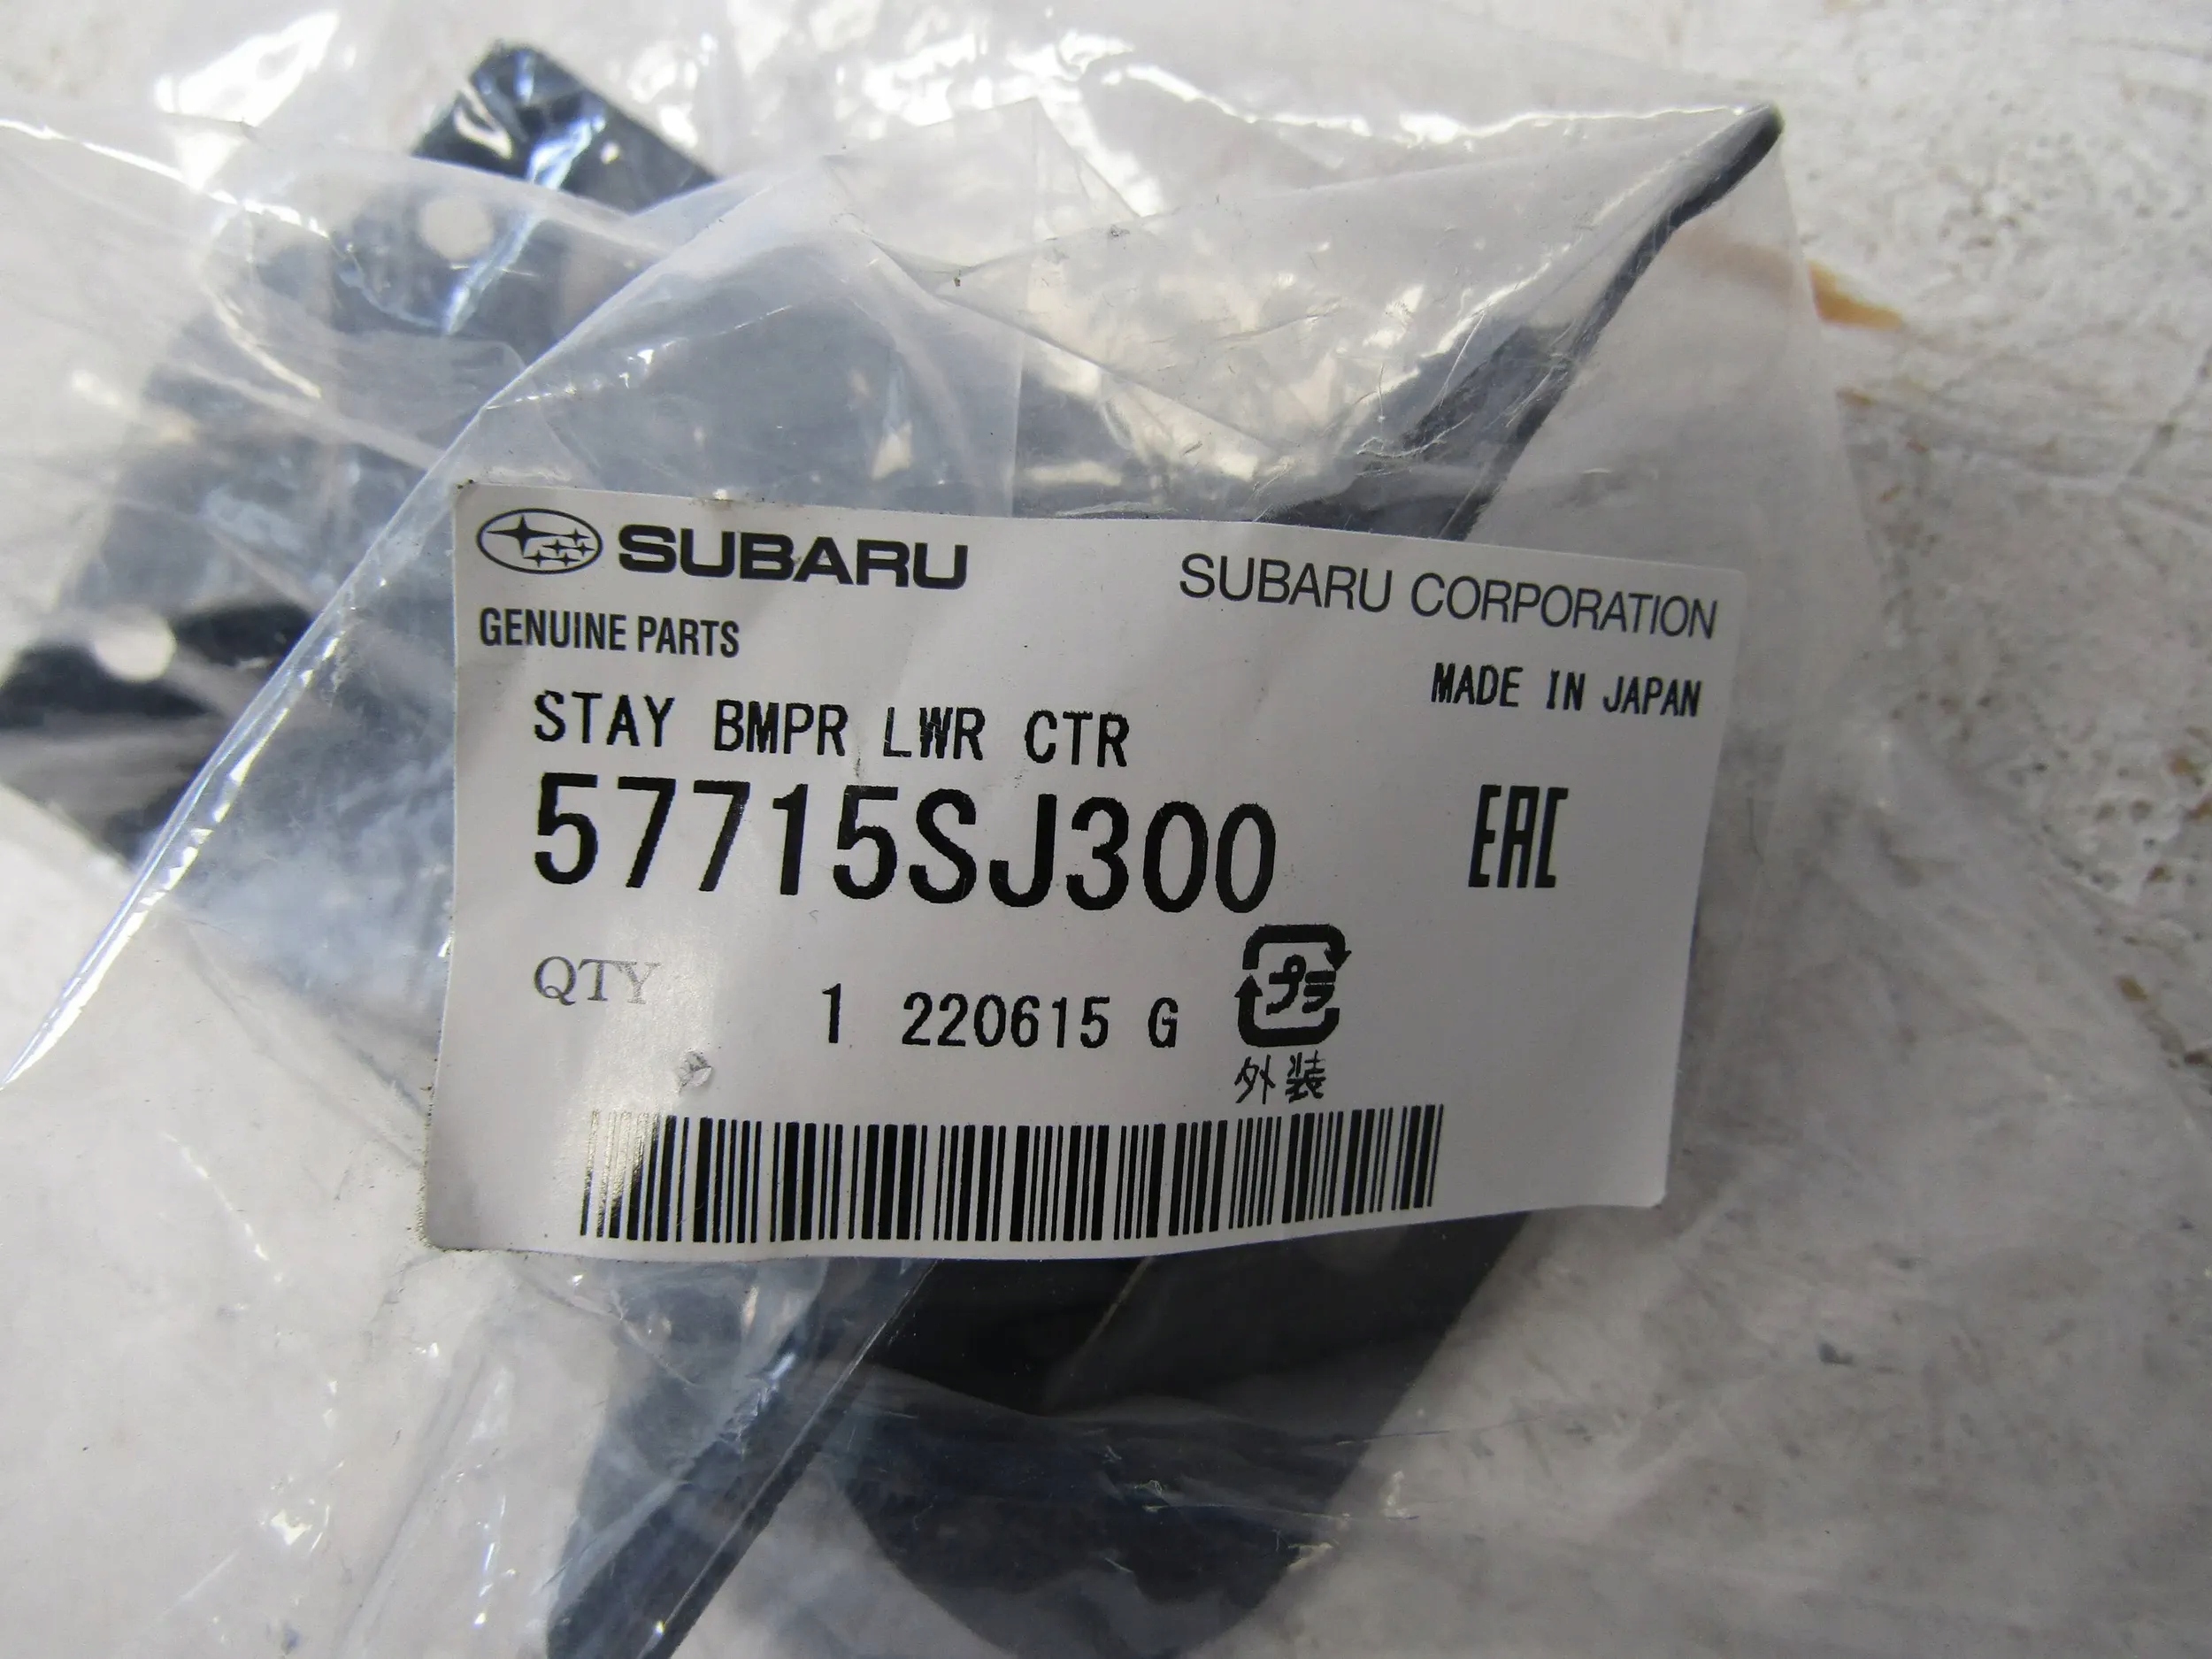 SUBARU
SUBARU CORPORATION
GENUINE PARTS
MADE IN JAPAN
STAY BMPR LWR CTR
57715SJ300
EAC
QTY 1 220615 G
プラ
外装